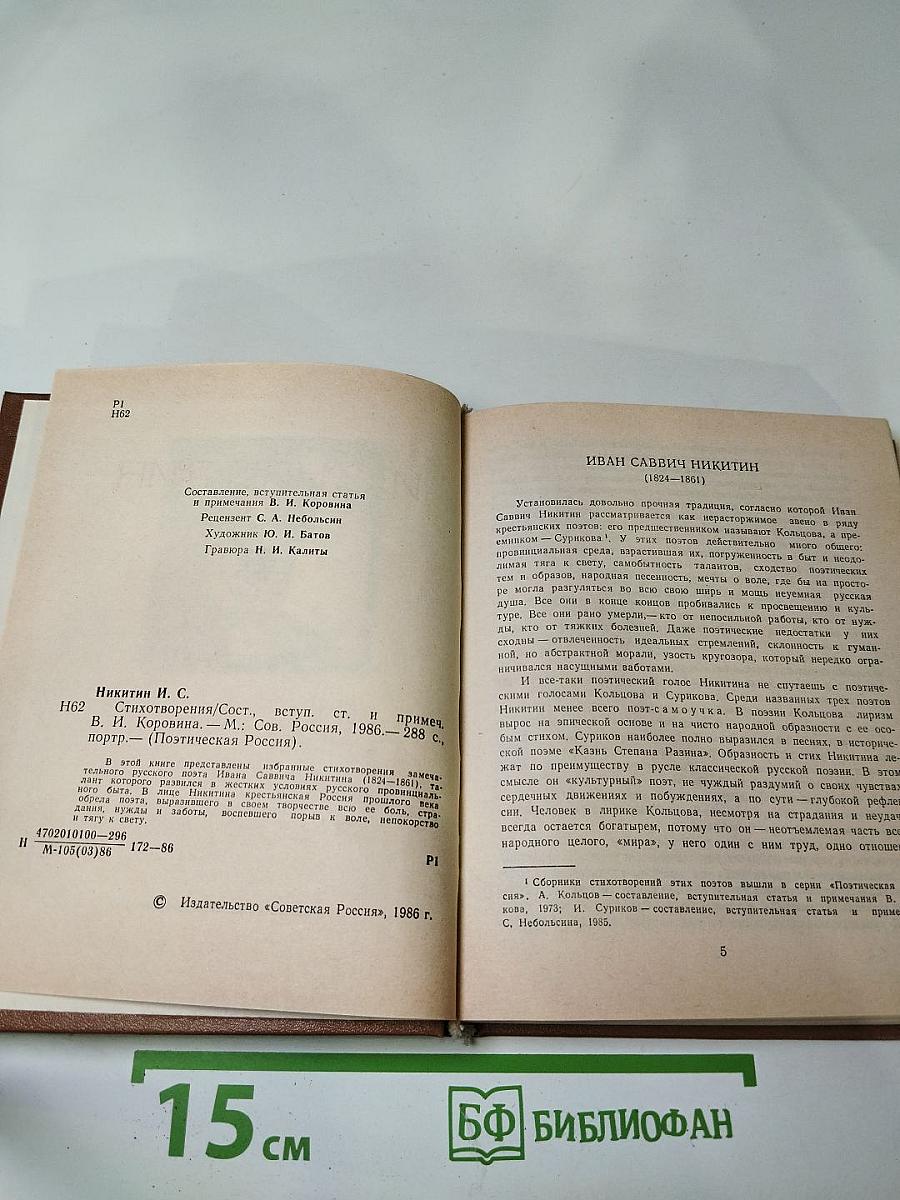 Р1
Н62
Составление, вступительная статья
и примечания В. И. Коровина
Рецензент С. А. Небольсин
Художник Ю. И. Батов
Гравюра Н. И. Калиты
Никитин И. С.
Н62 Стихотворения/Сост., вступ. ст. и примеч.
В. И. Коровина. — М.: Сов. Россия, 1986.— 288 с.,
портр.— (Поэтическая Россия).
В этой книге представлены избранные стихотворения замеча-
тельного русского поэта Ивана Саввича Никитина (1824—1861), та-
лант которого развился в жестких условиях русского провинциаль-
ного быта. В лице Никитина крестьянская Россия прошлого века
обрела поэта, выразившего в своем творчестве всю ее боль, стра-
дания, нужды и заботы, воспевшего порыв к воле, непокорство
и тягу к свету.
Н 4702010100—296
М-105(03)86 172—86
Р1
© Издательство «Советская Россия», 1986 г.
ИВАН САВВИЧ НИКИТИН
(1824—1861)
Установилась довольно прочная традиция, согласно которой Иван
Саввич Никитин рассматривается как нерасторжимое звено в ряду
крестьянских поэтов: его предшественником называют Кольцова, а пре-
емником — Сурикова¹. У этих поэтов действительно много общего:
провинциальная среда, взрастившая их, погруженность в быт и неодо-
лимая тяга к свету, самобытность талантов, сходство поэтических
тем и образов, народная песенность, мечты о воле, где бы на просто-
ре могла разгуляться во всю свою ширь и мощь неуемная русская
душа. Все они в конце концов пробивались к просвещению и куль-
туре. Все они рано умерли,— кто от непосильной работы, кто от нуж-
ды, кто от тяжких болезней. Даже поэтические недостатки у них
сходны — отвлеченность идеальных стремлений, склонность к гуман-
ной, но абстрактной морали, узость кругозора, который нередко огра-
ничивался насущными заботами.
И все-таки поэтический голос Никитина не спутаешь с поэтиче-
скими голосами Кольцова и Сурикова. Среди названных трех поэтов
Никитин менее всего поэт-самоучка. В поэзии Кольцова лиризм
вырос на эпической основе и на чисто народной образности с ее осо-
бым стихом. Суриков наиболее полно выразился в песнях, в историче-
ской поэме «Казнь Степана Разина». Образность и стих Никитина ле-
жат по преимуществу в русле классической русской поэзии. В этом
смысле он «культурный» поэт, не чуждый раздумий о своих чувствах,
сердечных движениях и побуждениях, а по сути — глубокой рефлек
сии. Человек в лирике Кольцова, несмотря на страдания и неудач
всегда остается богатырем, потому что он — неотъемлемая часть все
народного целого, «мира», у него один с ним труд, одно отноше
¹ Сборники стихотворений этих поэтов вышли в серии «Поэтическая
сия». А. Кольцов — составление, вступительная статья и примечания В.
кова, 1973; И. Суриков — составление, вступительная статья и приме
С. Небольсина, 1985.
5
15 см
БФ БИБЛИОФАН